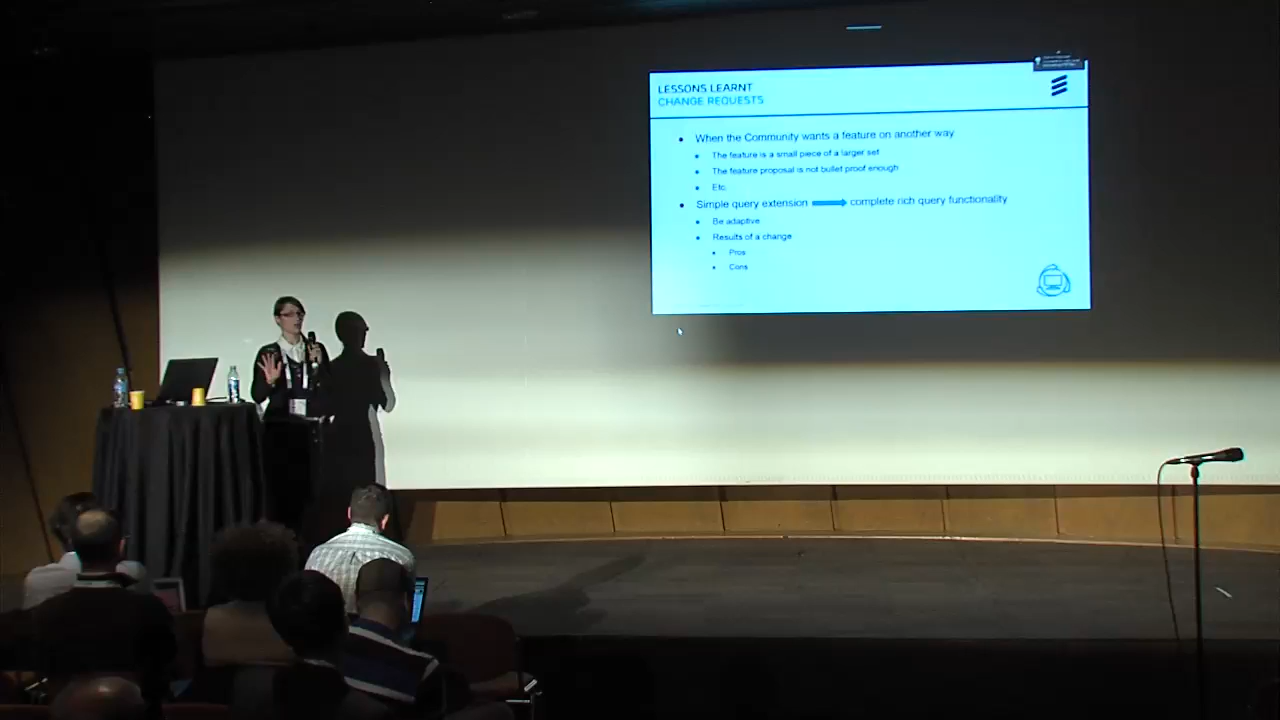 LESSONS LEARNT
CHANGE REQUESTS
When the Community wants a feature on another way
The feature is a small piece of a larger set
The feature proposal is not bullet proof enough
Etc.
Simple query extension complete rich query functionality
Be adaptive
Results of a change
Pros
Cons